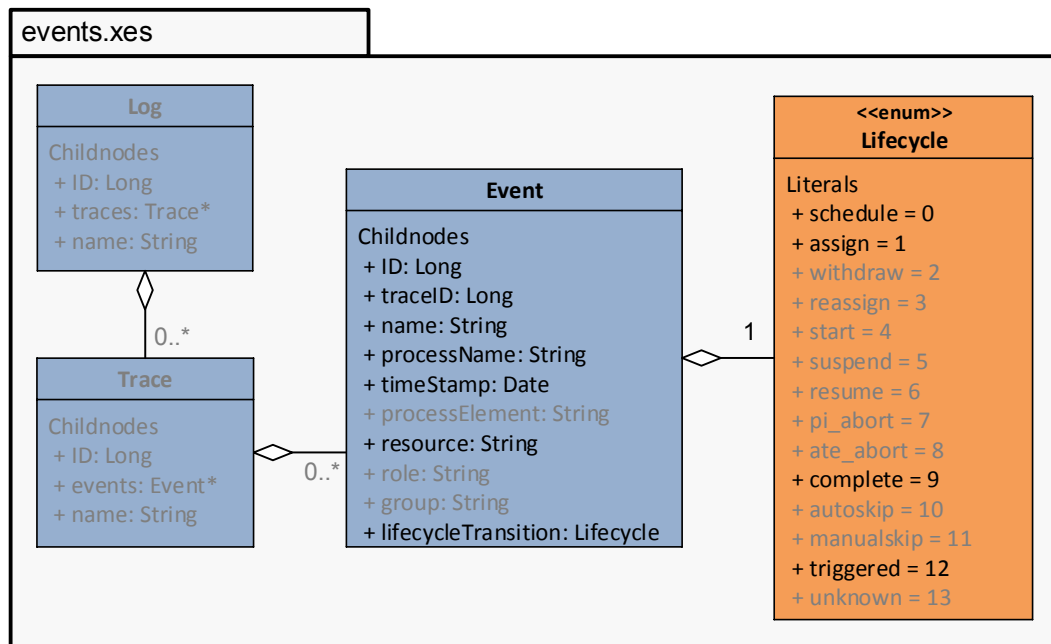 events.xes
Log
Childnodes
+ ID: Long
+ traces: Trace*
+ name: String
0..*
Trace
Childnodes
+ ID: Long
+ events: Event*
+ name: String
0..*
Event
Childnodes
+ ID: Long
+ traceID: Long
+ name: String
+ processName: String
+ timeStamp: Date
+ processElement: String
+ resource: String
+ role: String
+ group: String
+ lifecycleTransition: Lifecycle
1
<<enum>>
Lifecycle
Literals
+ schedule = 0
+ assign = 1
+ withdraw = 2
+ reassign = 3
+ start = 4
+ suspend = 5
+ resume = 6
+ pi_abort = 7
+ ate_abort = 8
+ complete = 9
+ autoskip = 10
+ manualskip = 11
+ triggered = 12
+ unknown = 13